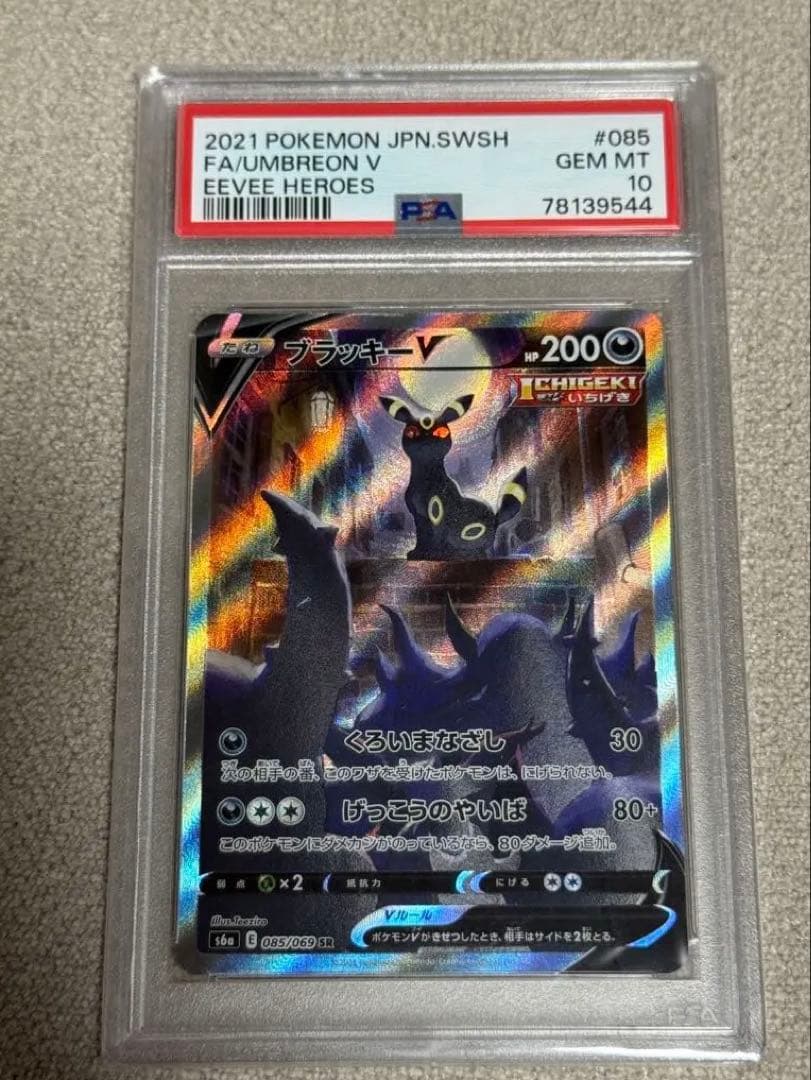 2021 POKEMON JPN.SWSH #085
FA/UMBREON V GEM MT
EEVEE HEROES 10
PSA 78139544
たね ブラッキーV HP 200
ICHIGEKI
いちげき
くろいまなざし 30
次の相手の番、このワザを受けたポケモンは、にげられない。
げっこうのやいば 80+
このポケモンにダメカンがのっているなら、80ダメージ追加。
弱点 ×2 抵抗力 にげる
illus.Teeziro
Vルール
s6a E 085/069 SR ポケモンVがきぜつしたとき、相手はサイドを2枚とる。
PSA